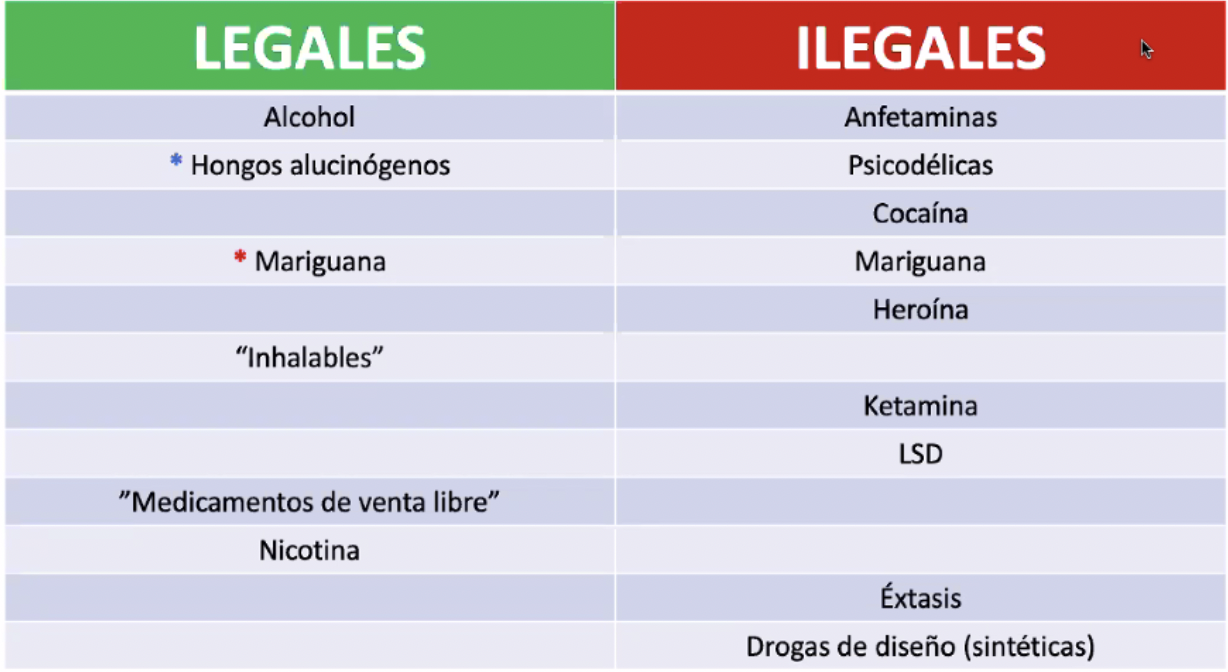 LEGALES ILEGALES
Alcohol Anfetaminas
* Hongos alucinógenos Psicodélicas
Cocaína
* Mariguana Mariguana
Heroína
“Inhalables”
Ketamina
LSD
”Medicamentos de venta libre”
Nicotina
Éxtasis
Drogas de diseño (sintéticas)